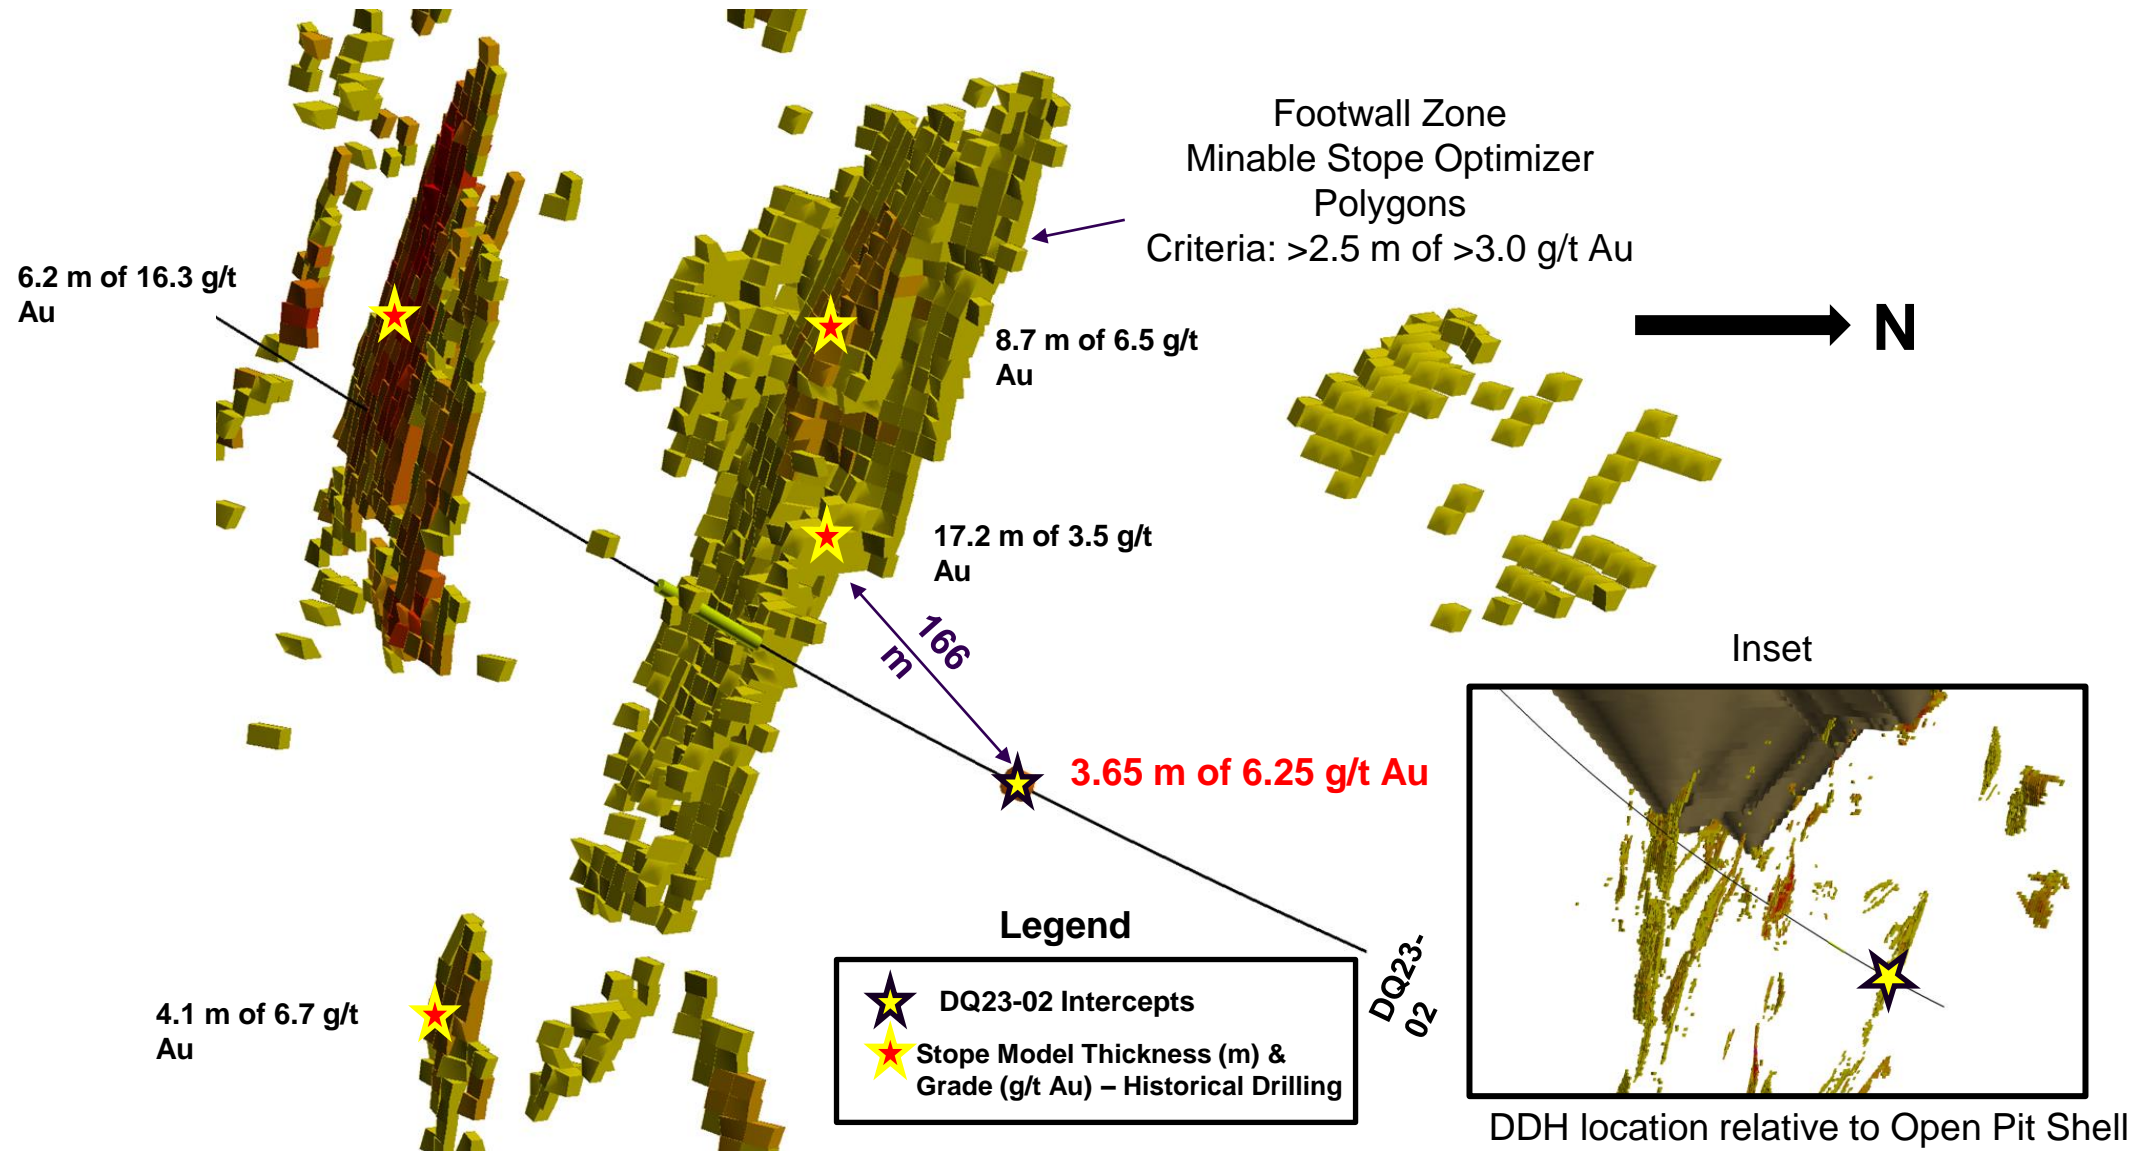 Footwall Zone
Minable Stope Optimizer
Polygons
Criteria: >2.5 m of >3.0 g/t Au
6.2 m of 16.3 g/t
Au
N
8.7 m of 6.5 g/t
Au
17.2 m of 3.5 g/t
Au
166
m
Inset
3.65 m of 6.25 g/t Au
Legend
DQ23-02 Intercepts
Stope Model Thickness (m) &
Grade (g/t Au) – Historical Drilling
DQ23-
02
4.1 m of 6.7 g/t
Au
DDH location relative to Open Pit Shell